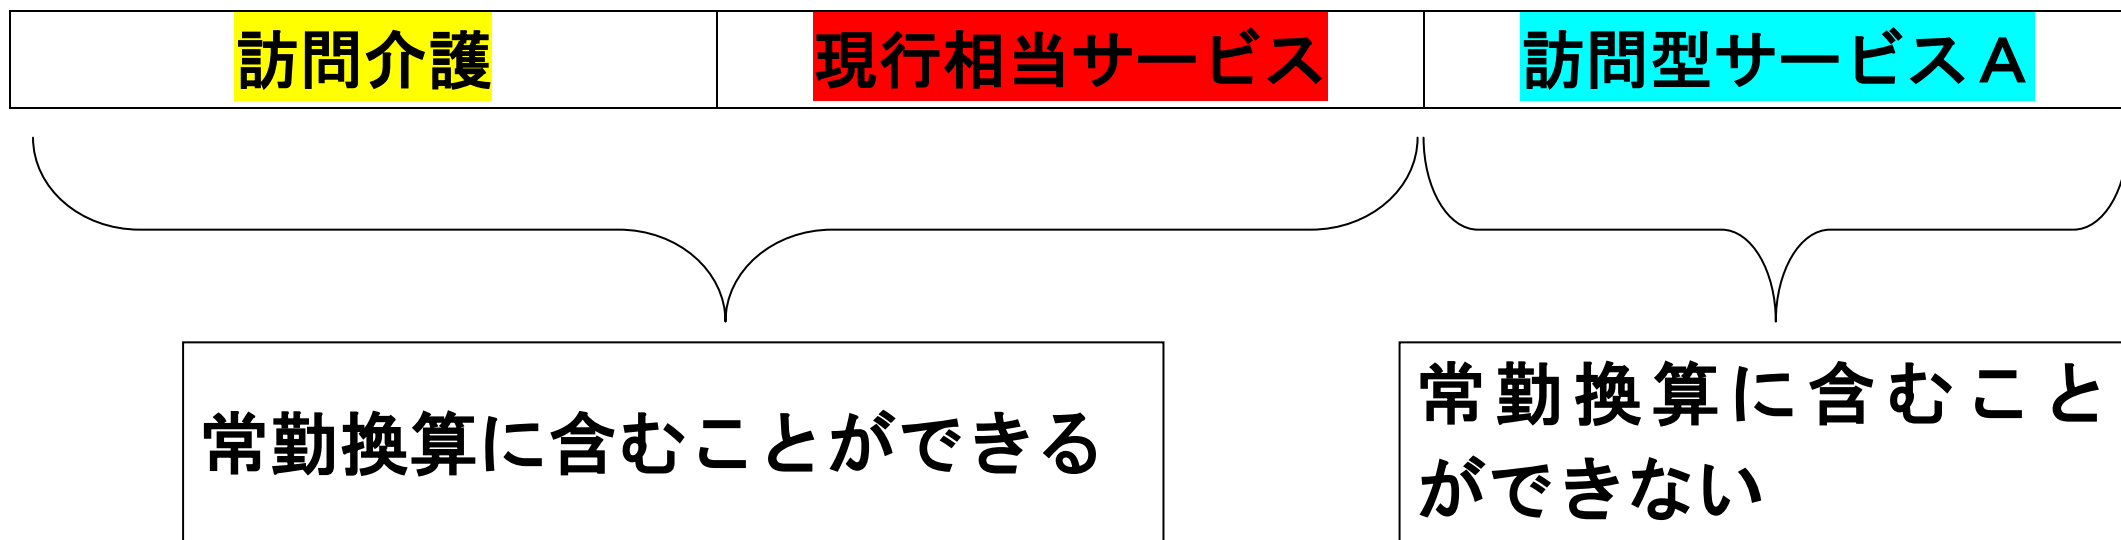 訪問介護
現行相当サービス
訪問型サービスＡ
常勤換算に含むことができる
常勤換算に含むこと
ができない